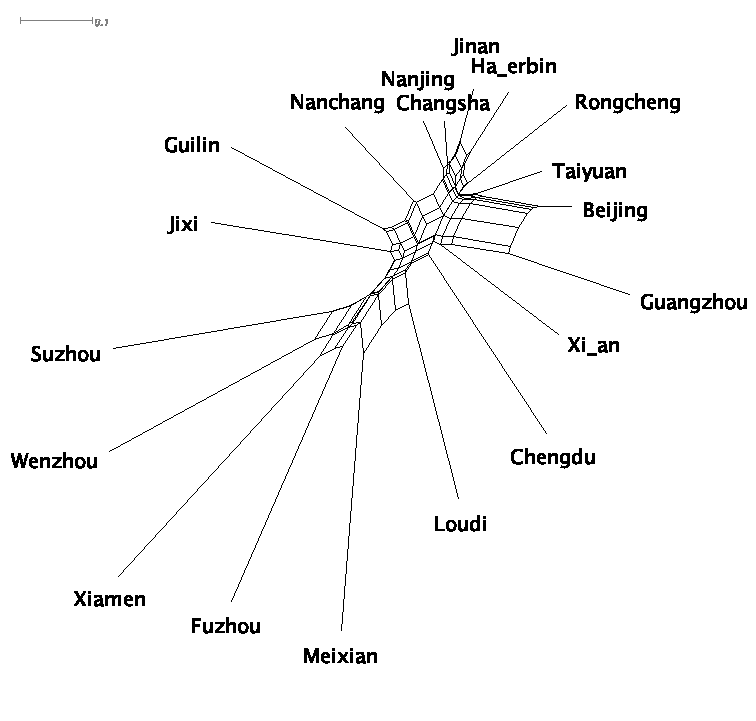 0.1
Jinan
Ha_erbin
Nanjing
Nanchang
Changsha
Rongcheng
Guilin
Taiyuan
Beijing
Jixi
Guangzhou
Xi_an
Suzhou
Chengdu
Wenzhou
Loudi
Xiamen
Fuzhou
Meixian